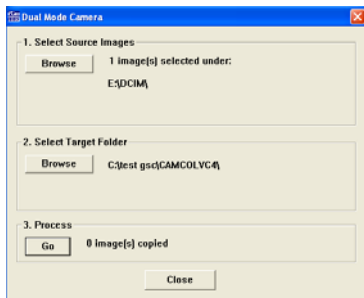 Dual Mode Camera
1. Select Source Images
Browse
1 image(s) selected under:
E:\DCIM\
2. Select Target Folder
Browse
C:\test gsc\CAMCOLVC4\
3. Process
Go
0 image(s) copied
Close